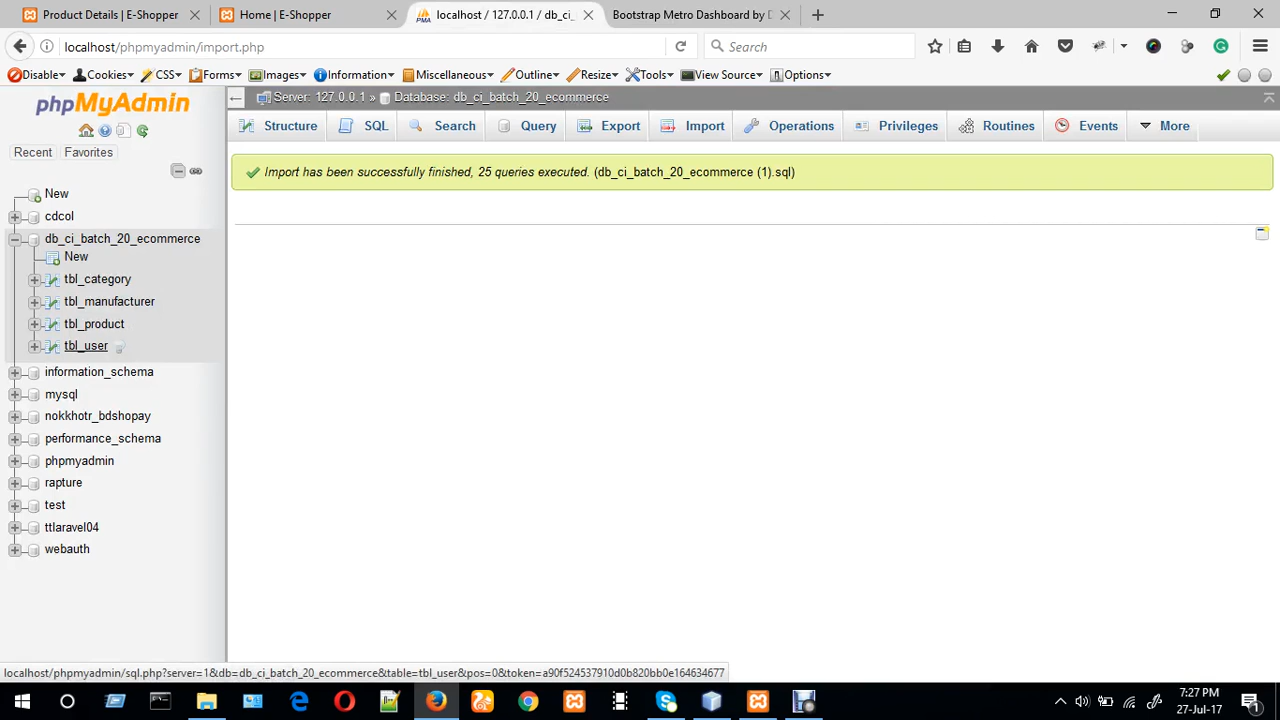 Product Details | E-Shopper
Home | E-Shopper
localhost / 127.0.0.1 / db_ci_
Bootstrap Metro Dashboard by D
localhost/phpmyadmin/import.php
Search
Disable
Cookies
CSS
Forms
Images
Information
Miscellaneous
Outline
Resize
Tools
View Source
Options
phpMyAdmin
Recent
Favorites
New
cdcol
db_ci_batch_20_ecommerce
New
tbl_category
tbl_manufacturer
tbl_product
tbl_user
information_schema
mysql
nokkhotr_bdshopay
performance_schema
phpmyadmin
rapture
test
ttlaravel04
webauth
Server: 127.0.0.1 » Database: db_ci_batch_20_ecommerce
Structure
SQL
Search
Query
Export
Import
Operations
Privileges
Routines
Events
More
Import has been successfully finished, 25 queries executed. (db_ci_batch_20_ecommerce (1).sql)
localhost/phpmyadmin/sql.php?server=1&db=db_ci_batch_20_ecommerce&table=tbl_user&pos=0&token=a90f524537910d0b820bb0e164634677
7:27 PM
27-Jul-17